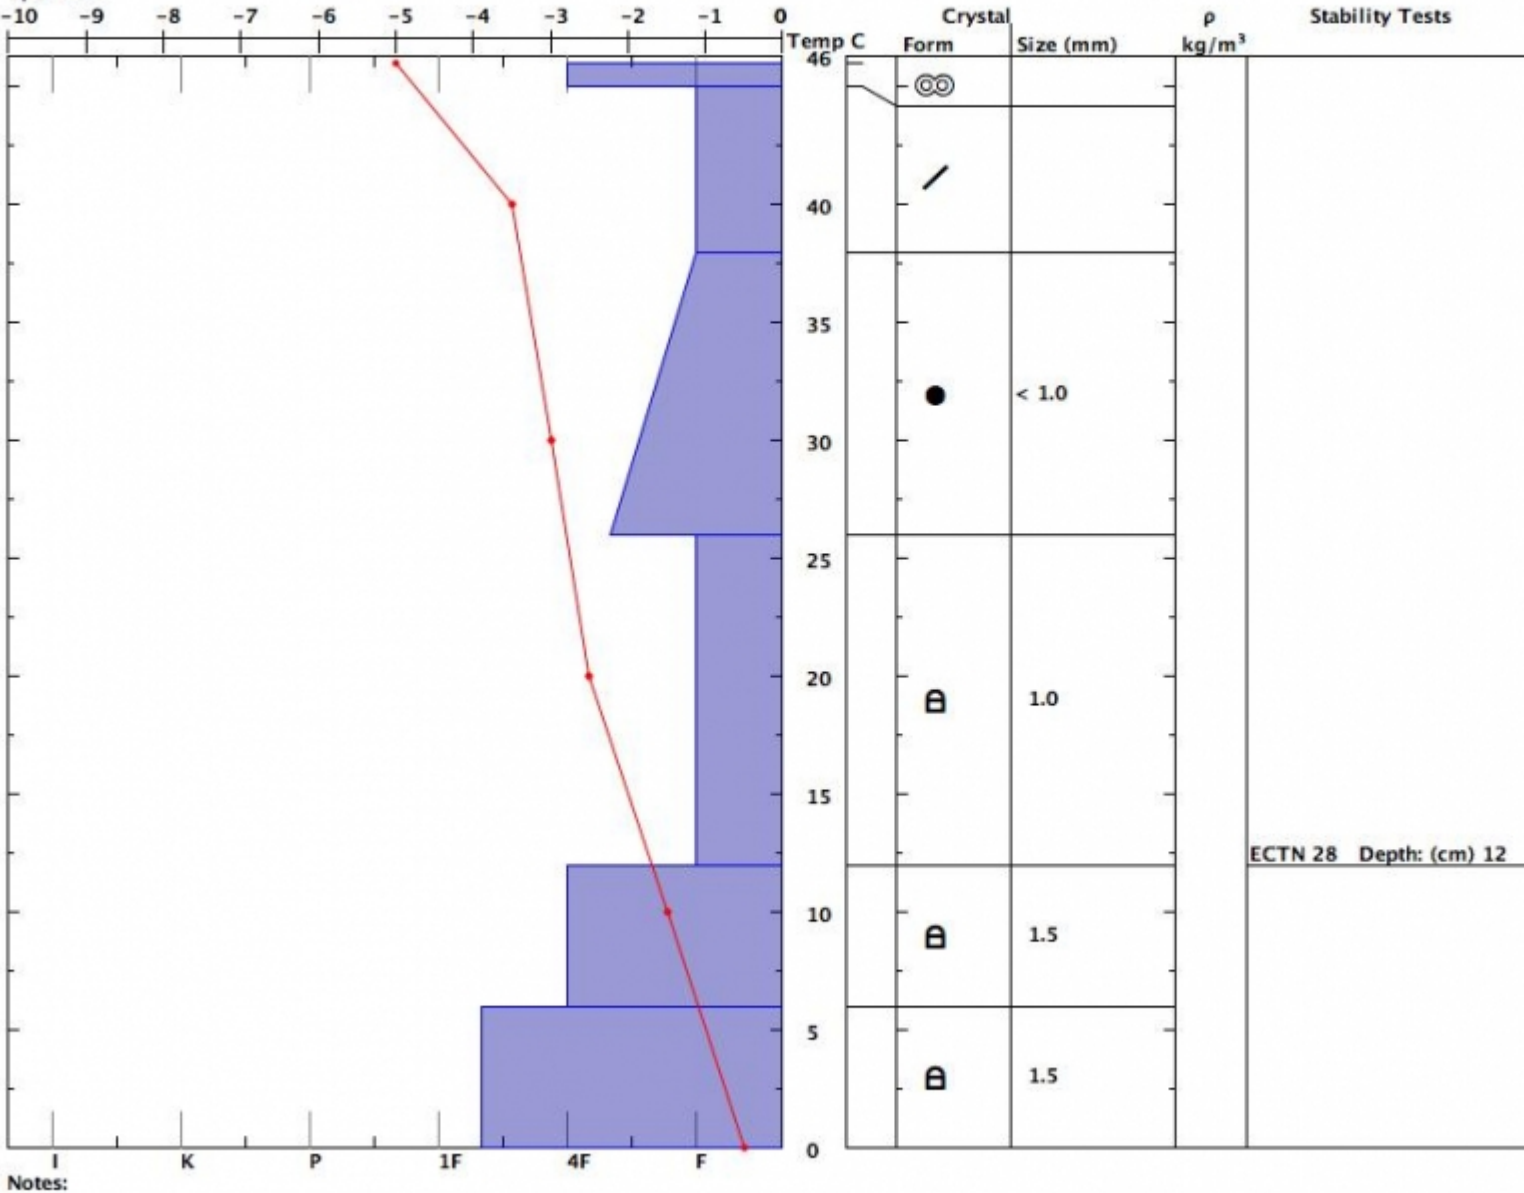 -10 -9 -8 -7 -6 -5 -4 -3 -2 -1 0 Crystal ρ Stability Tests
Temp C Form Size (mm) kg/m³
46
40
35
< 1.0
30
25
20
1.0
15
ECTN 28 Depth: (cm) 12
10
1.5
5
1.5
0
I K P 1F 4F F
Notes: